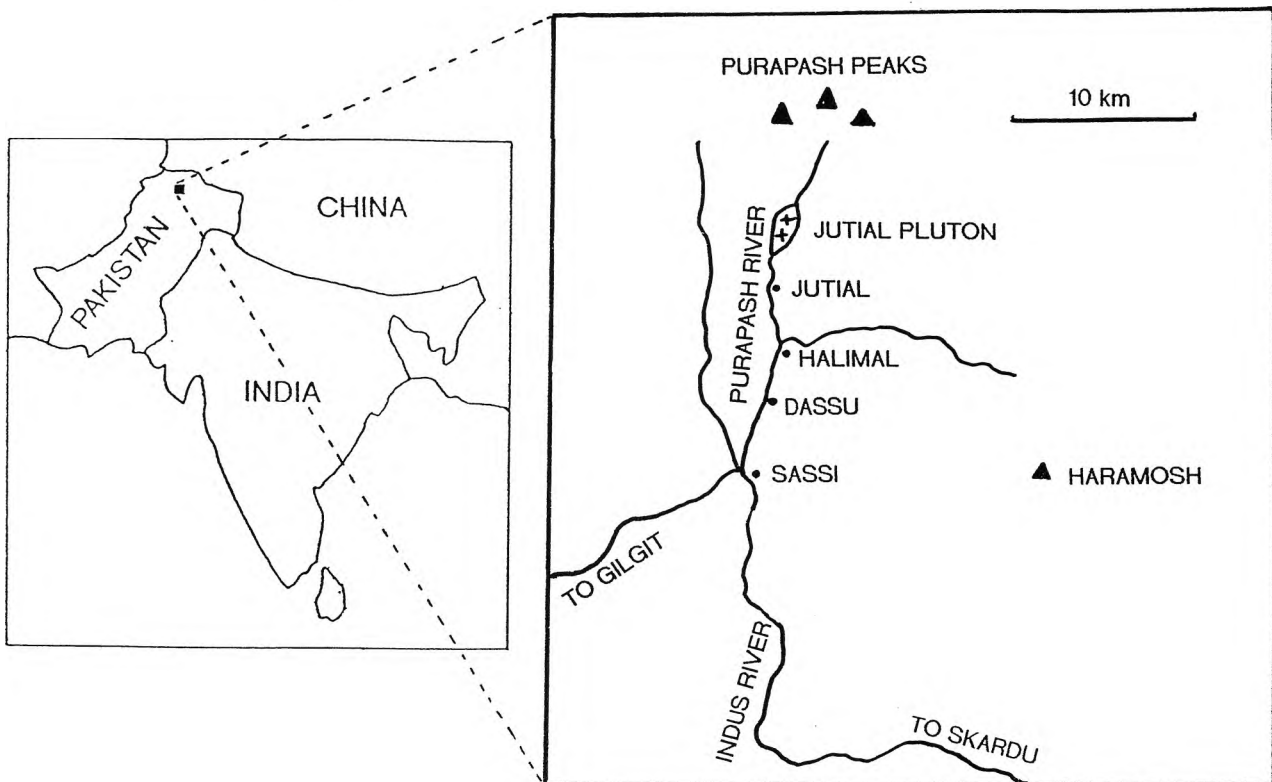 PURAPASH PEAKS
10 km
CHINA
PAKISTAN
INDIA
PURAPASH RIVER
JUTIAL PLUTON
JUTIAL
HALIMAL
DASSU
SASSI
HARAMOSH
TO GILGIT
INDUS RIVER
TO SKARDU